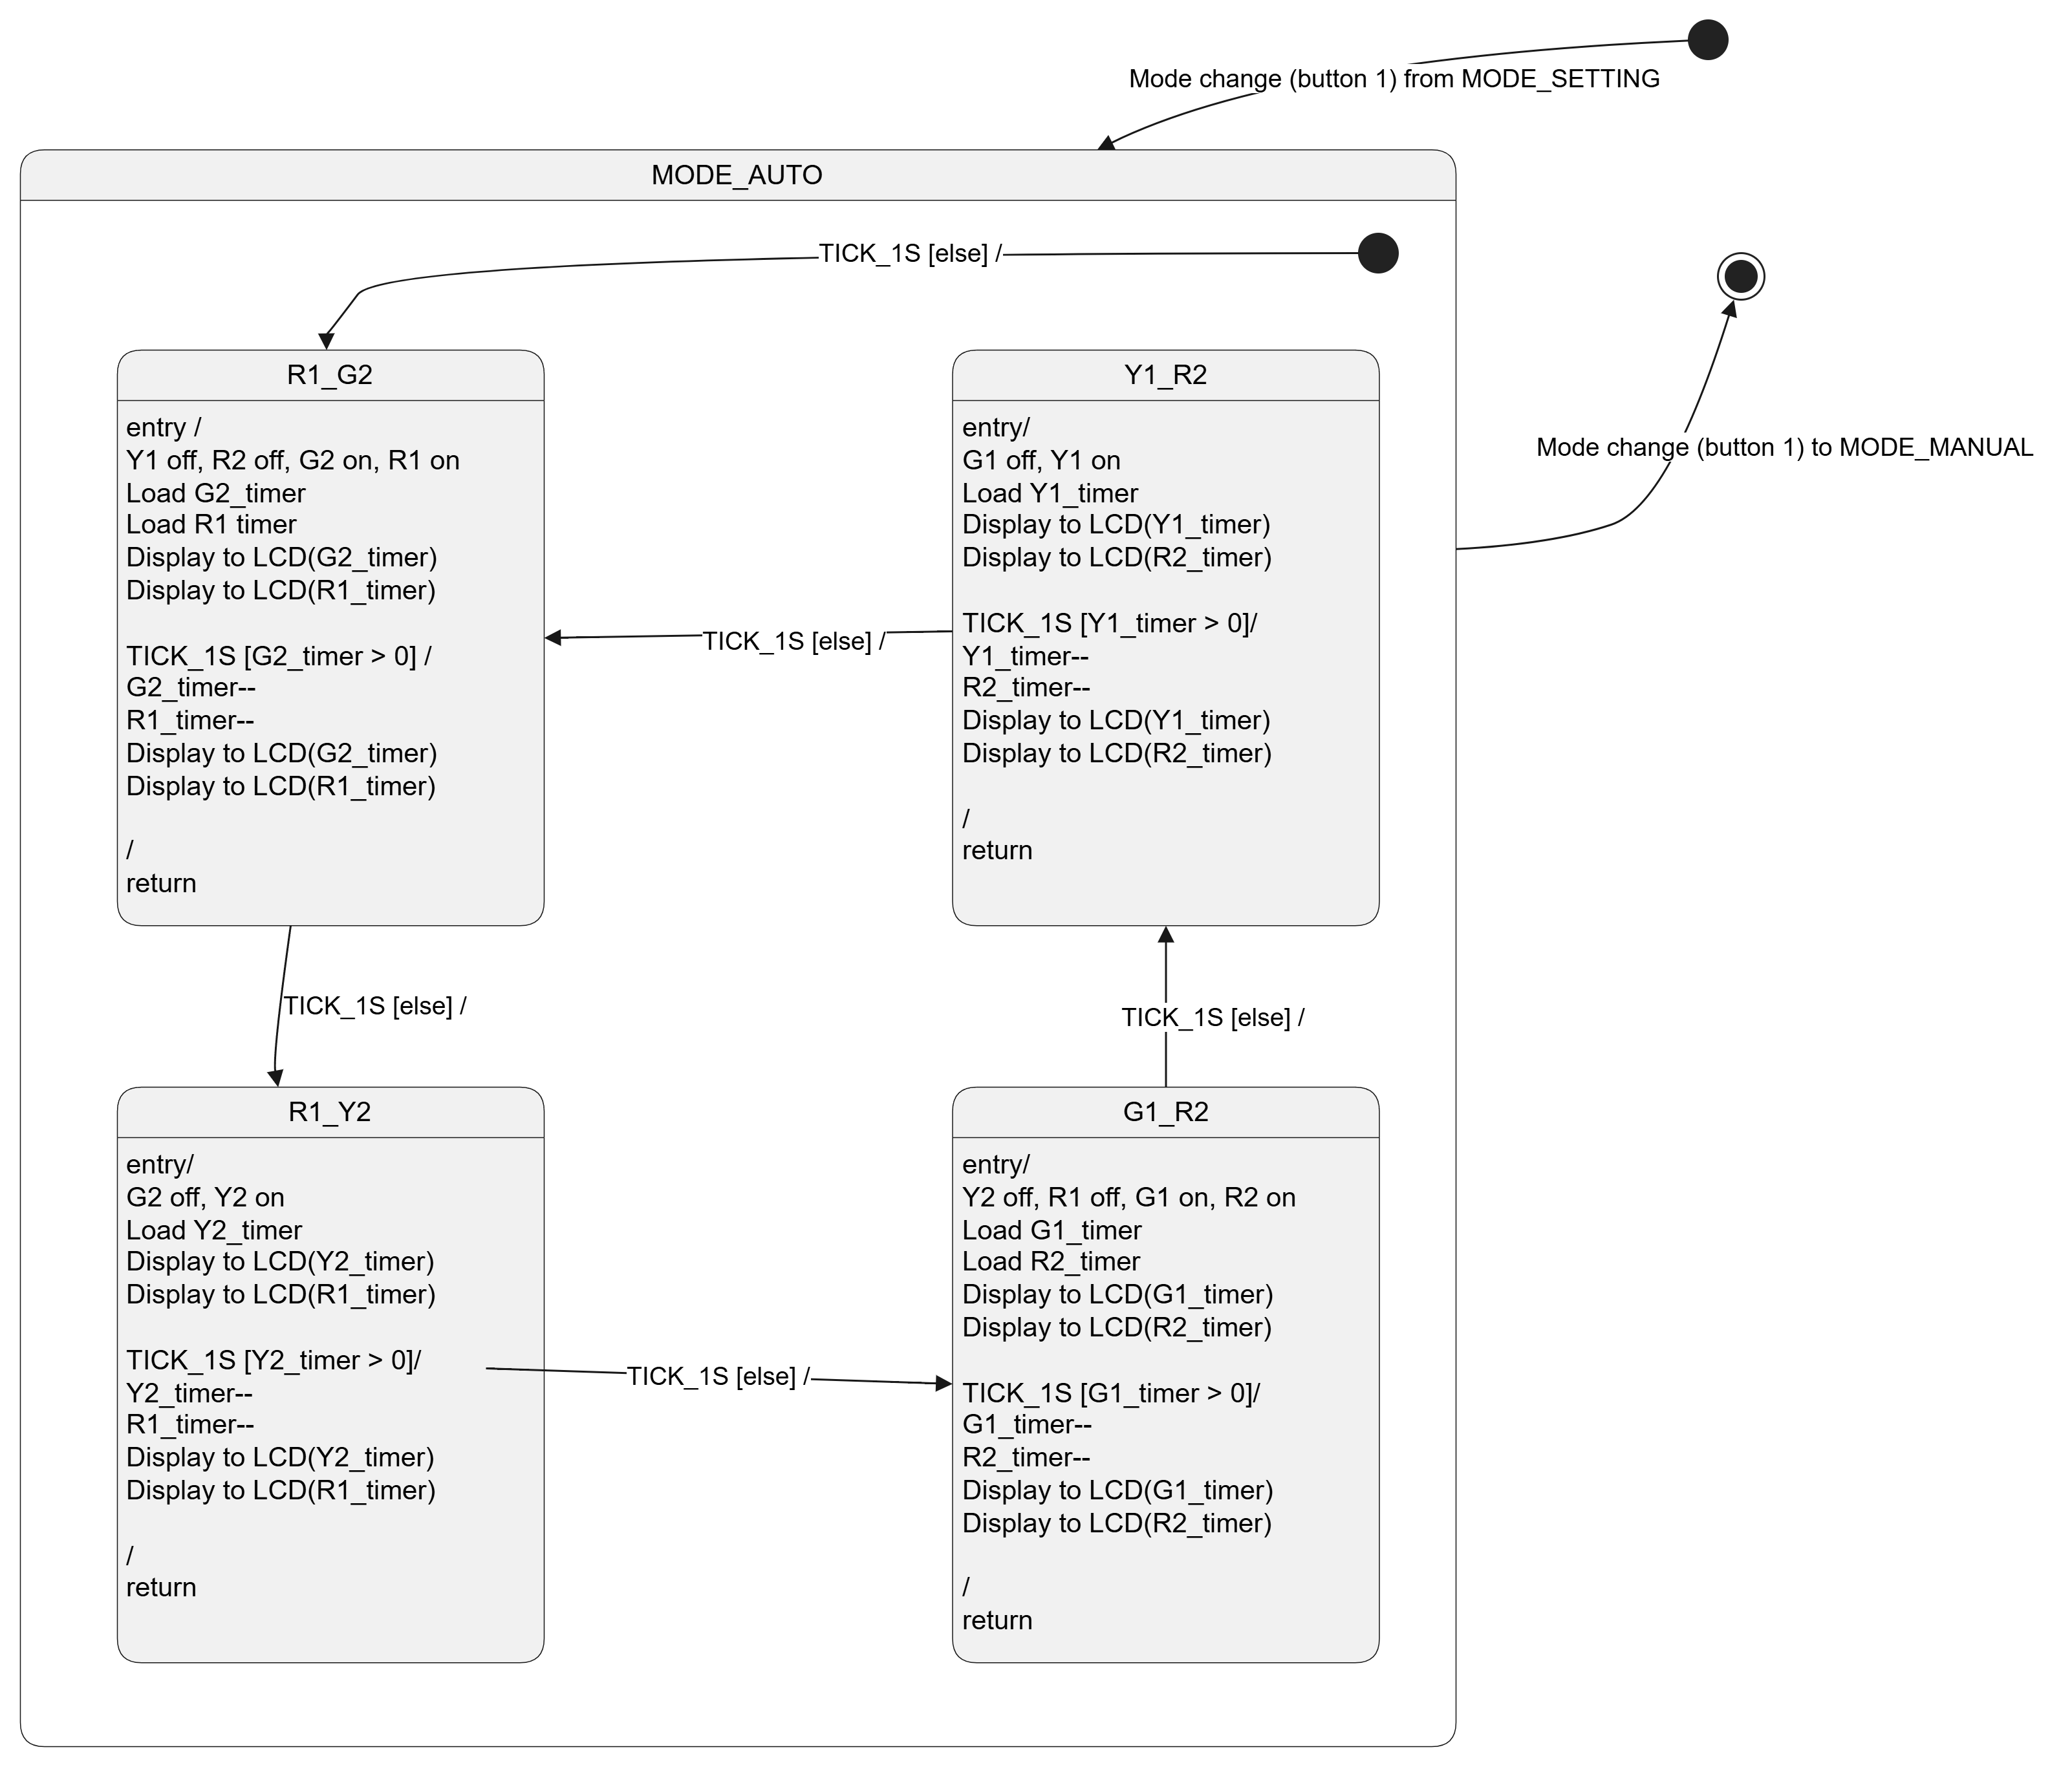 Mode change (button 1) from MODE_SETTING
MODE_AUTO
TICK_1S [else] /
R1_G2
entry /
Y1 off, R2 off, G2 on, R1 on
Load G2_timer
Load R1 timer
Display to LCD(G2_timer)
Display to LCD(R1_timer)
TICK_1S [G2_timer > 0] /
G2_timer--
R1_timer--
Display to LCD(G2_timer)
Display to LCD(R1_timer)
/
return
TICK_1S [else] /
Y1_R2
entry/
G1 off, Y1 on
Load Y1_timer
Display to LCD(Y1_timer)
Display to LCD(R2_timer)
TICK_1S [Y1_timer > 0]/
Y1_timer--
R2_timer--
Display to LCD(Y1_timer)
Display to LCD(R2_timer)
/
return
Mode change (button 1) to MODE_MANUAL
TICK_1S [else] /
TICK_1S [else] /
R1_Y2
entry/
G2 off, Y2 on
Load Y2_timer
Display to LCD(Y2_timer)
Display to LCD(R1_timer)
TICK_1S [Y2_timer > 0]/
Y2_timer--
R1_timer--
Display to LCD(Y2_timer)
Display to LCD(R1_timer)
/
return
TICK_1S [else] /
G1_R2
entry/
Y2 off, R1 off, G1 on, R2 on
Load G1_timer
Load R2_timer
Display to LCD(G1_timer)
Display to LCD(R2_timer)
TICK_1S [G1_timer > 0]/
G1_timer--
R2_timer--
Display to LCD(G1_timer)
Display to LCD(R2_timer)
/
return